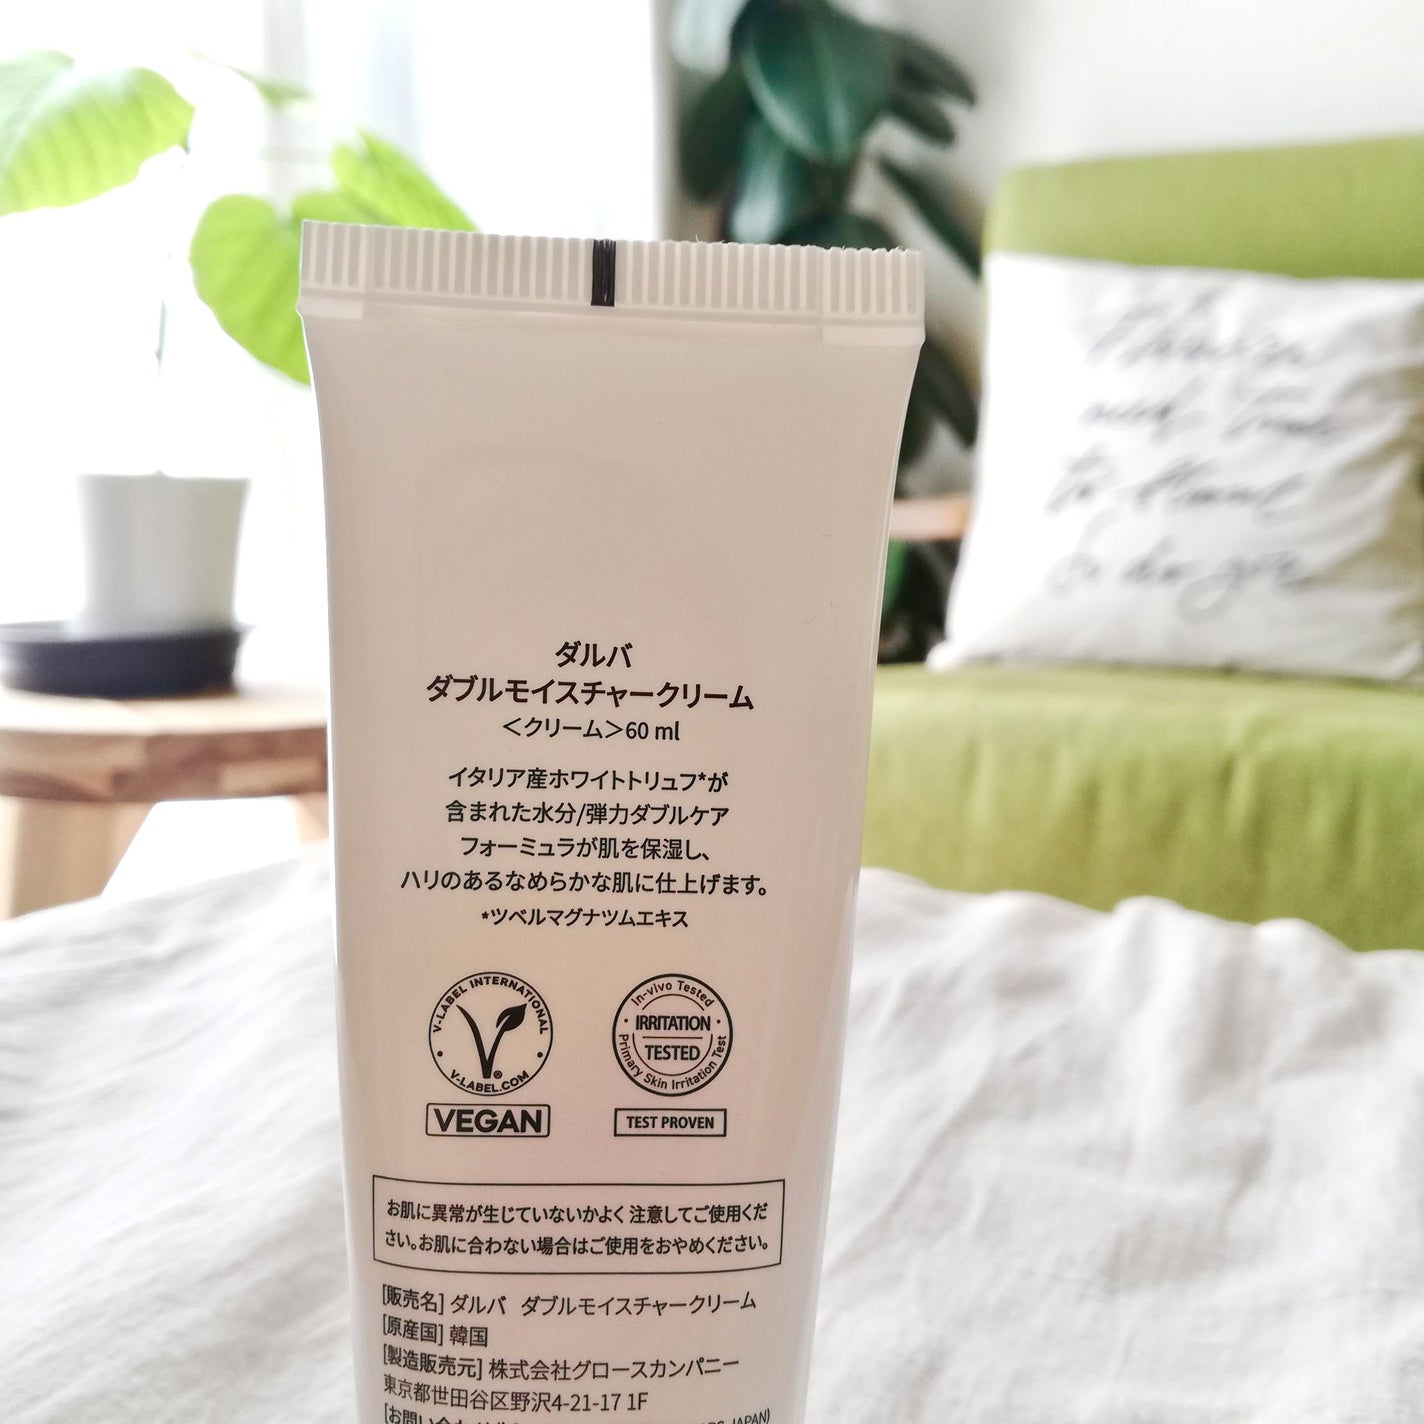 ダルバ
ダブルモイスチャークリーム
＜クリーム＞60 ml
イタリア産ホワイトトリュフ*が
含まれた水分/弾力ダブルケア
フォーミュラが肌を保湿し、
ハリのあるなめらかな肌に仕上げます。
*ツベルマグナツムエキス
V-LABEL INTERNATIONAL
V-LABEL.COM
VEGAN
In-vivo Tested
IRRITATION
TESTED
Primary Skin Irritation Test
TEST PROVEN
お肌に異常が生じていないかよく注意してご使用くだ
さい。お肌に合わない場合はご使用をおやめください。
[販売名] ダルバ ダブルモイスチャークリーム
[原産国] 韓国
[製造販売元] 株式会社グロースカンパニー
東京都世田谷区野沢4-21-17 1F
JAPAN)